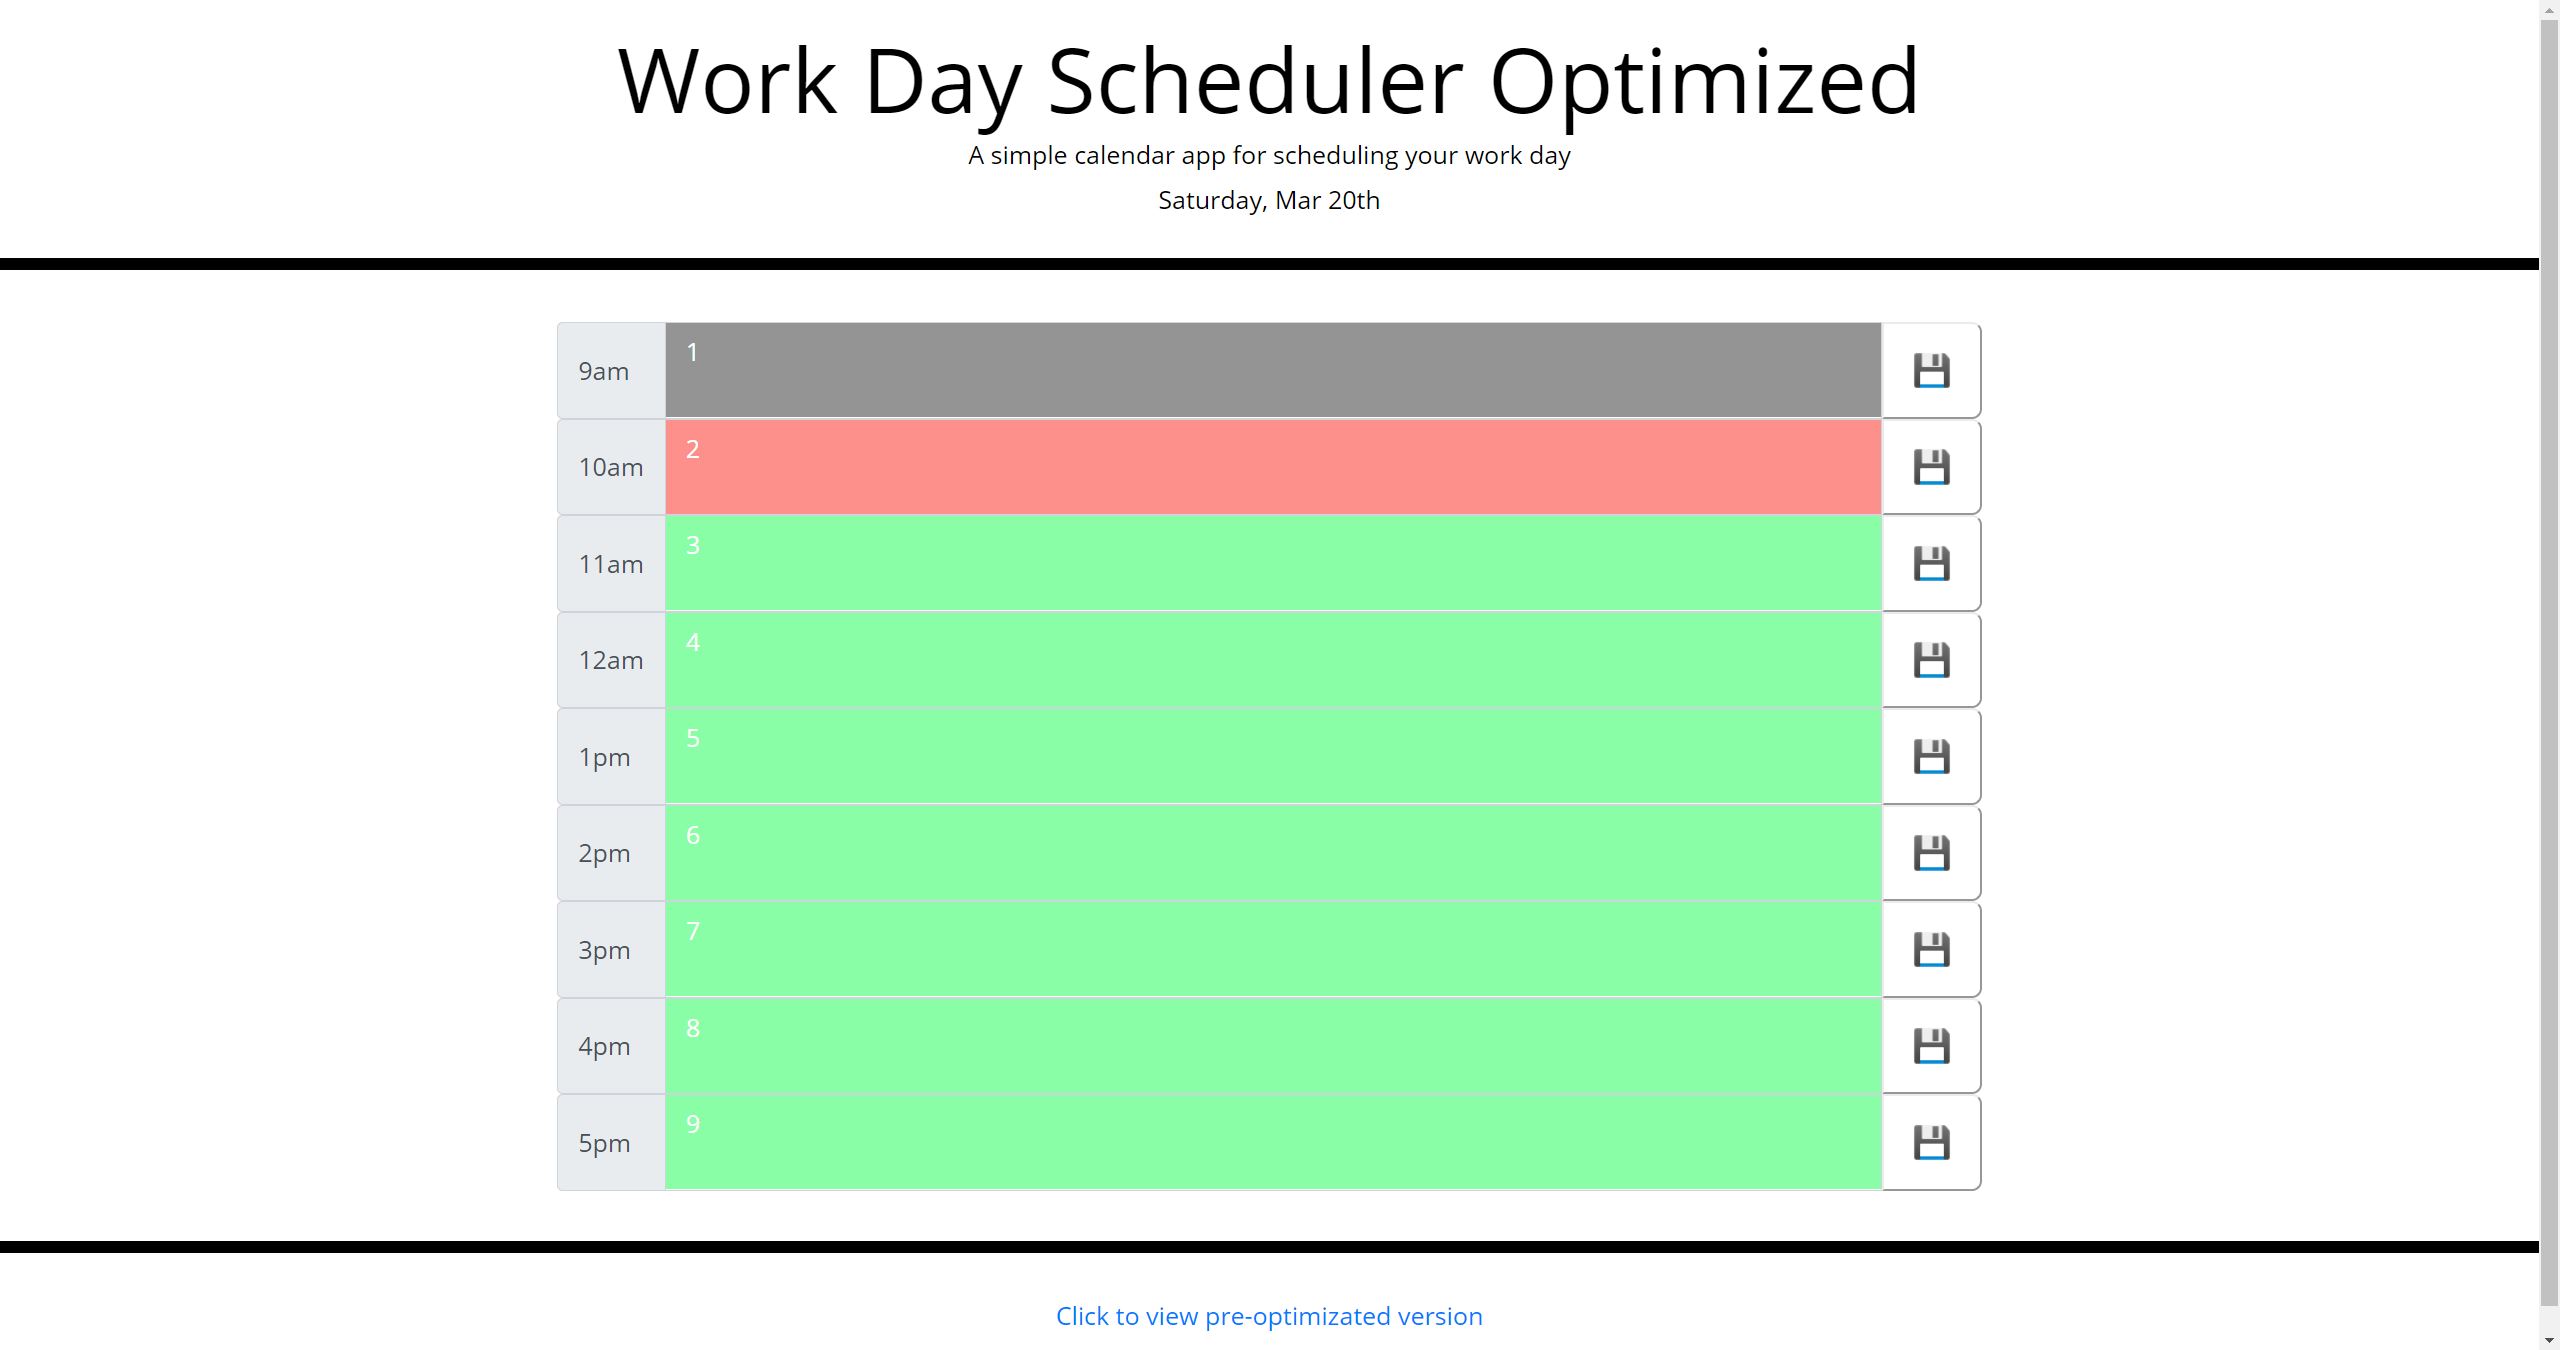 Work Day Scheduler Optimized
A simple calendar app for scheduling your work day
Saturday, Mar 20th
9am 1
10am 2
11am 3
12am 4
1pm 5
2pm 6
3pm 7
4pm 8
5pm 9
Click to view pre-optimizated version